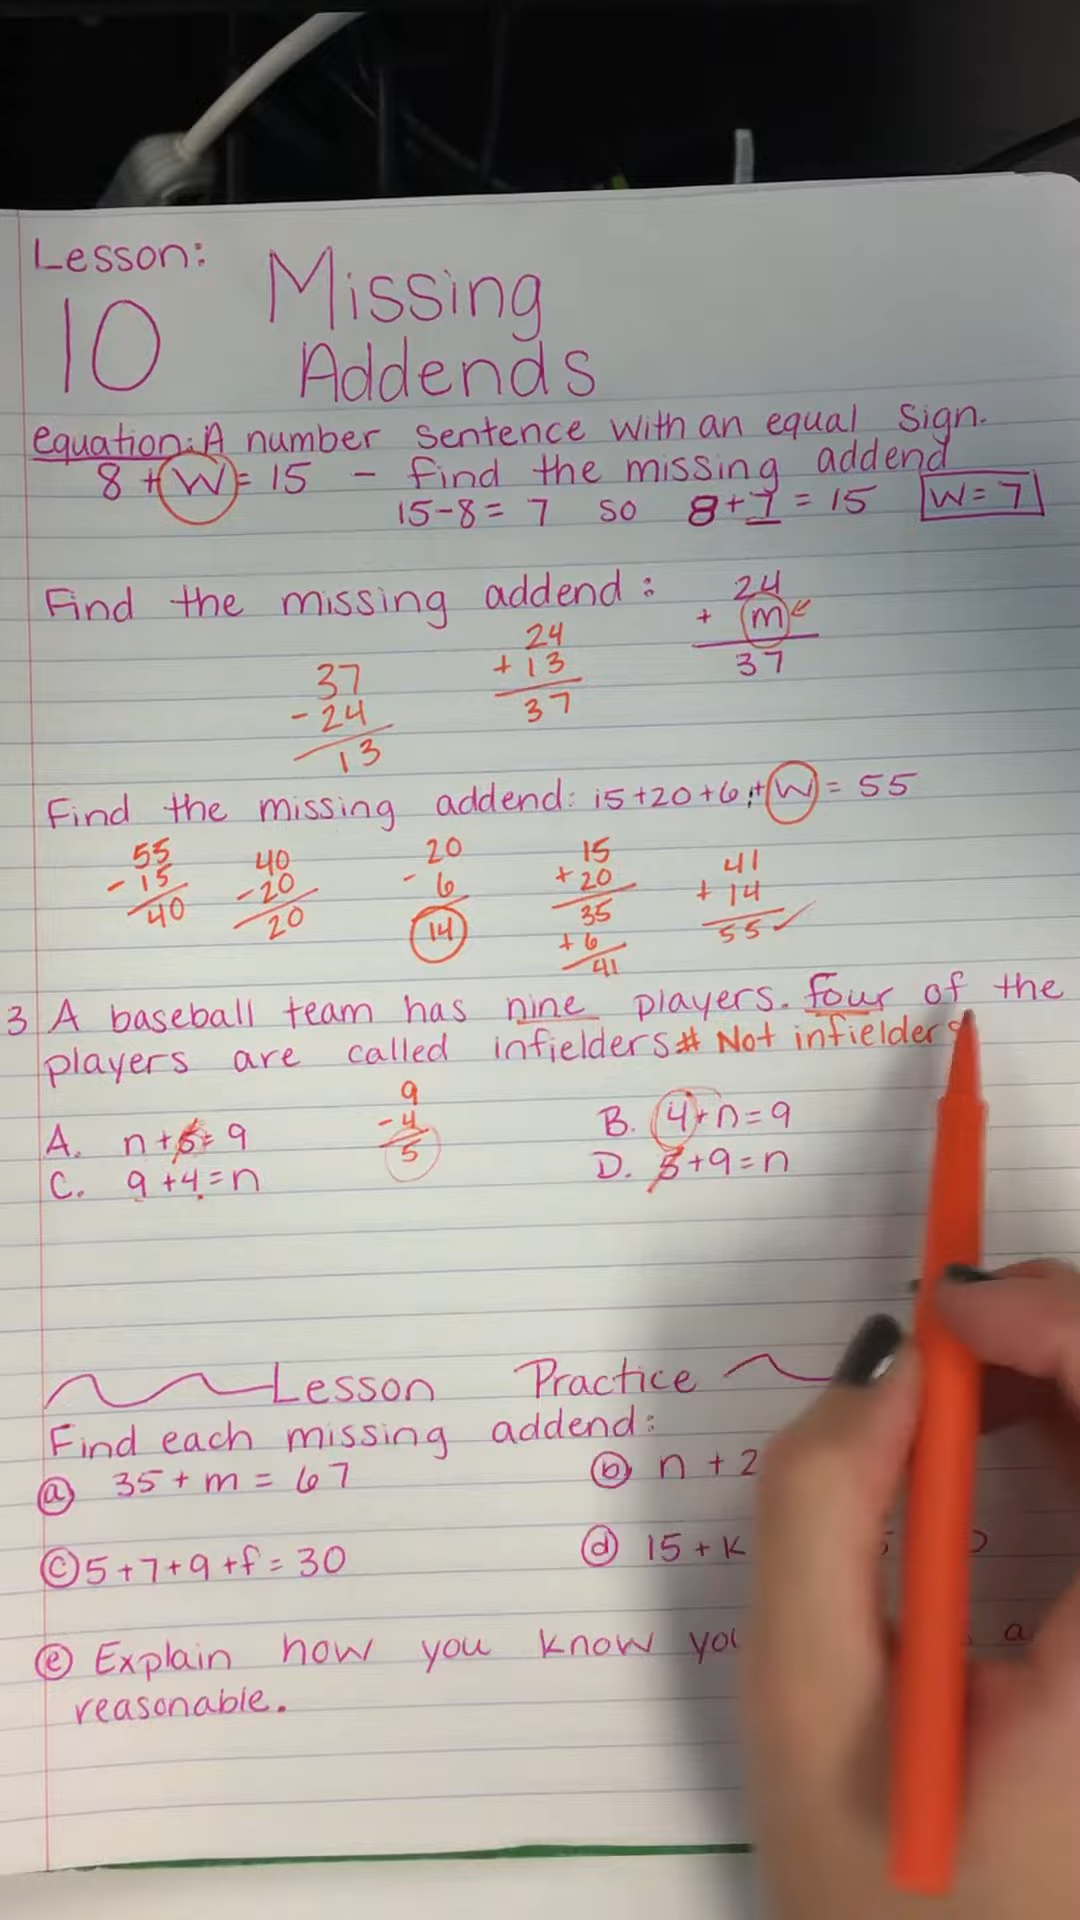 Lesson:
10
Missing
Addends
equation: A number sentence with an equal sign.
8 + W = 15 - find the missing addend
15-8 = 7 so 8+7 = 15 W = 7
Find the missing addend:
24
+ m
37
24
+ 13
37
37
- 24
13
Find the missing addend: 15+20+6+W = 55
55
- 15
40
40
- 20
20
20
- 6
14
15
+ 20
35
+ 6
41
41
+ 14
55 ✓
3 A baseball team has nine players. Four of the
players are called infielders # Not infielder
9
- 4
5
A. n + 5 = 9
B. 4+n=9
C. 9+4=n
D. 5+9=n
Lesson Practice
Find each missing addend:
a 35 + m = 67
b n + 2
c 5+7+9+f=30
d 15 + k
e Explain how you know
reasonable.